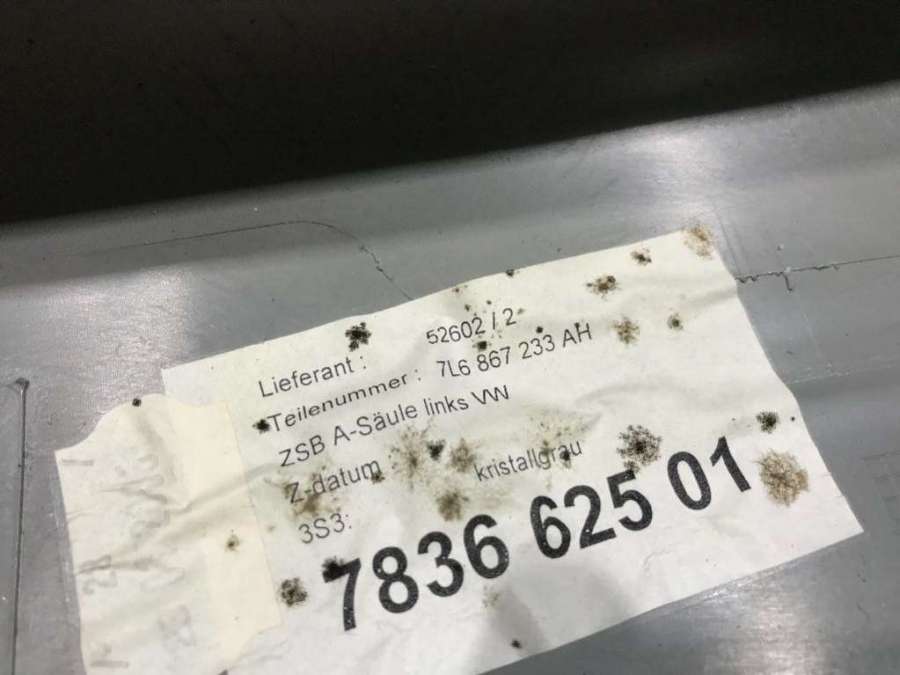 Lieferant : 52602 / 2
Teilenummer : 7L6 867 233 AH
ZSB A-Säule links VW
Z-datum
3S3: kristallgrau
7836 625 01